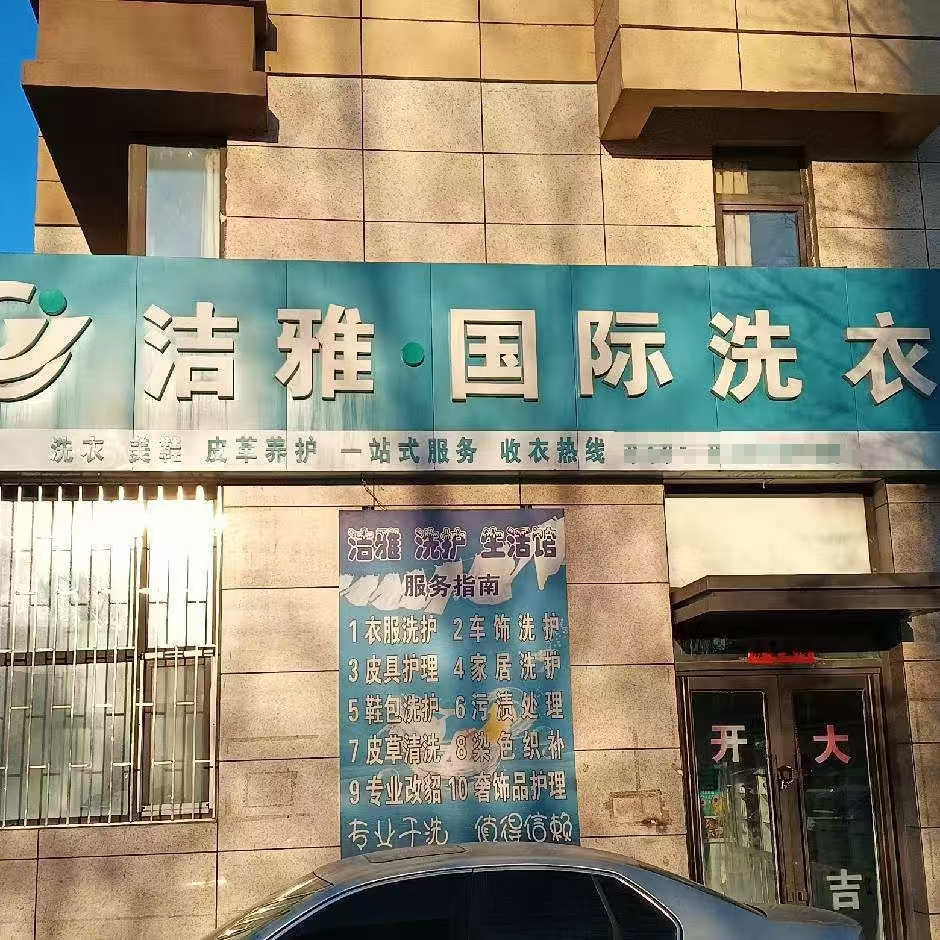 洁雅·国际洗衣
洗衣 美鞋 皮革养护 一站式服务 收衣热线
洁雅 洗护 生活馆
服务指南
1衣服洗护 2车饰洗护
3皮具护理 4家居洗护
5鞋包洗护 6污渍处理
7皮草清洗 8染色织补
9专业改貂 10奢饰品护理
专业干洗 值得信赖
开 大
吉